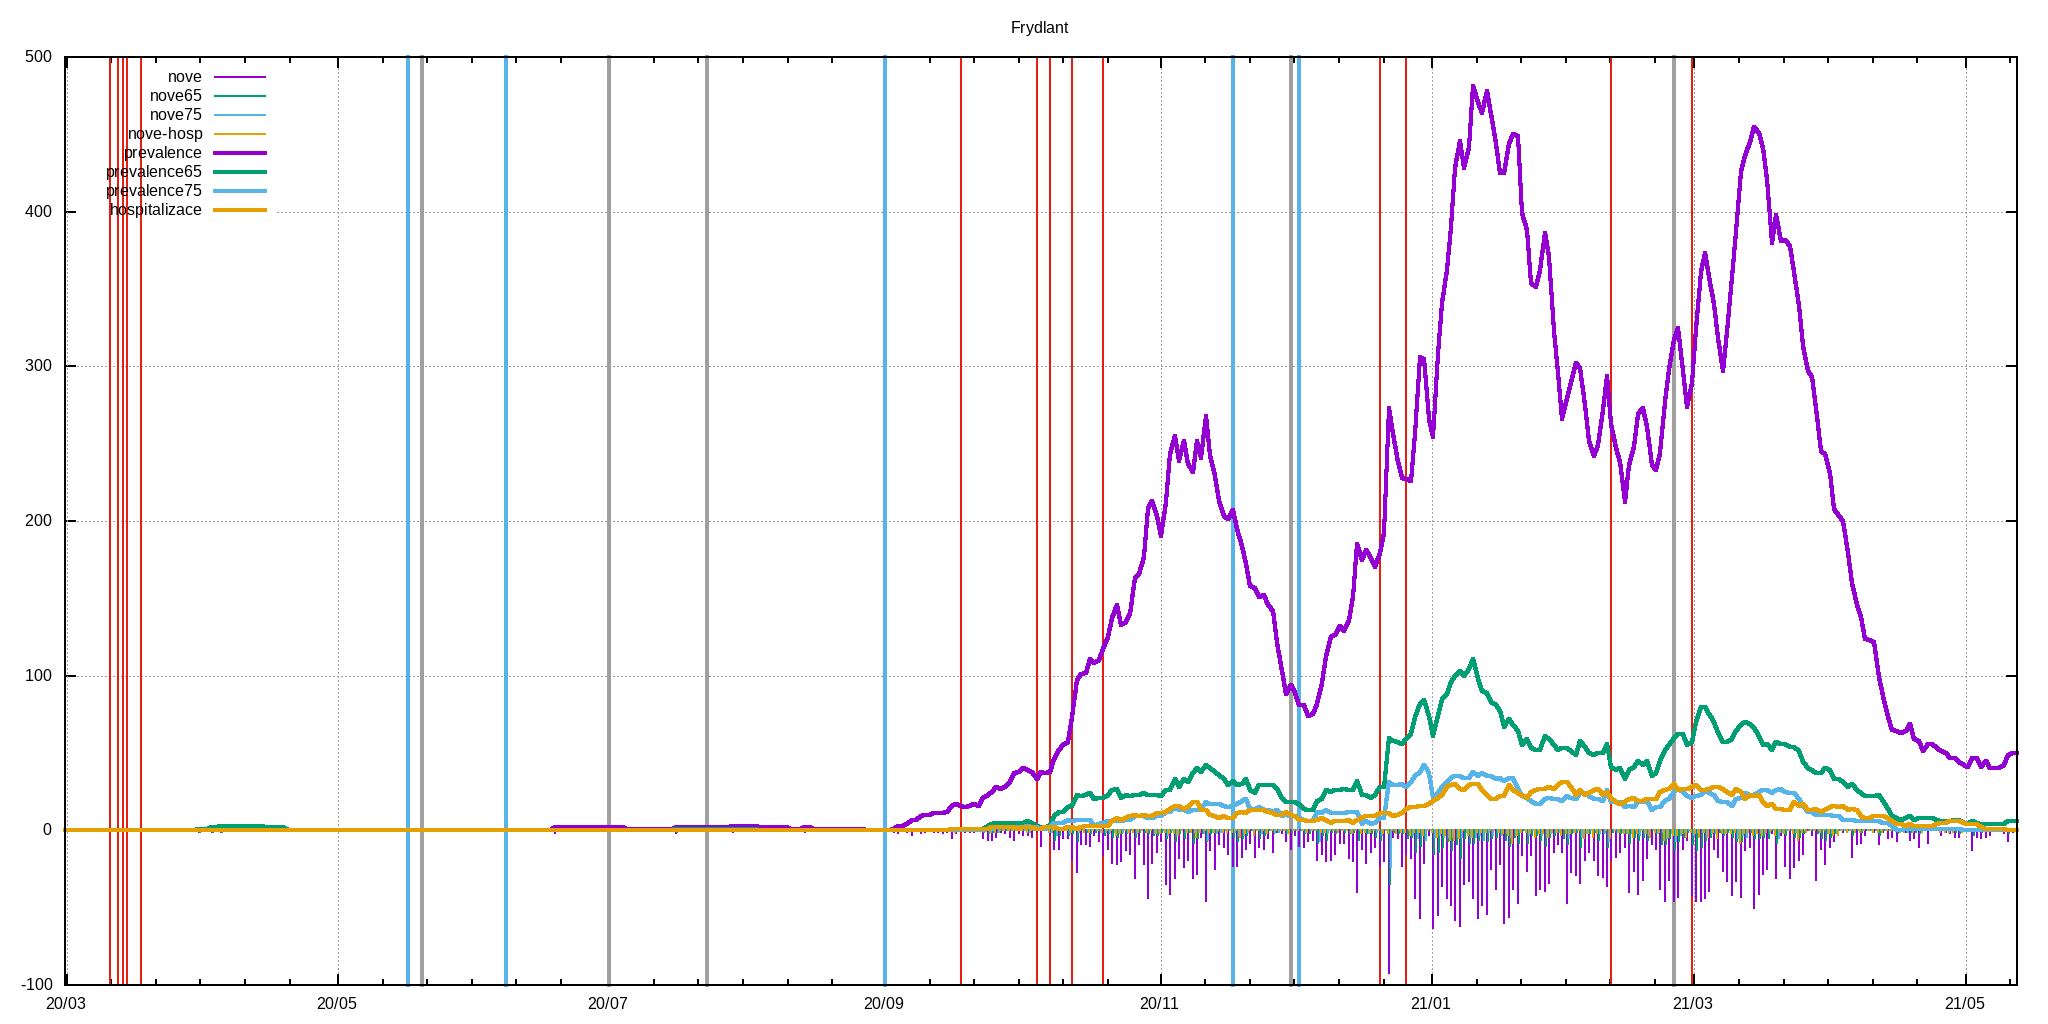 Frydlant
500
400
300
200
100
0
-100
nove
nove65
nove75
nove-hosp
prevalence
prevalence65
prevalence75
hospitalizace
20/03 20/05 20/07 20/09 20/11 21/01 21/03 21/05